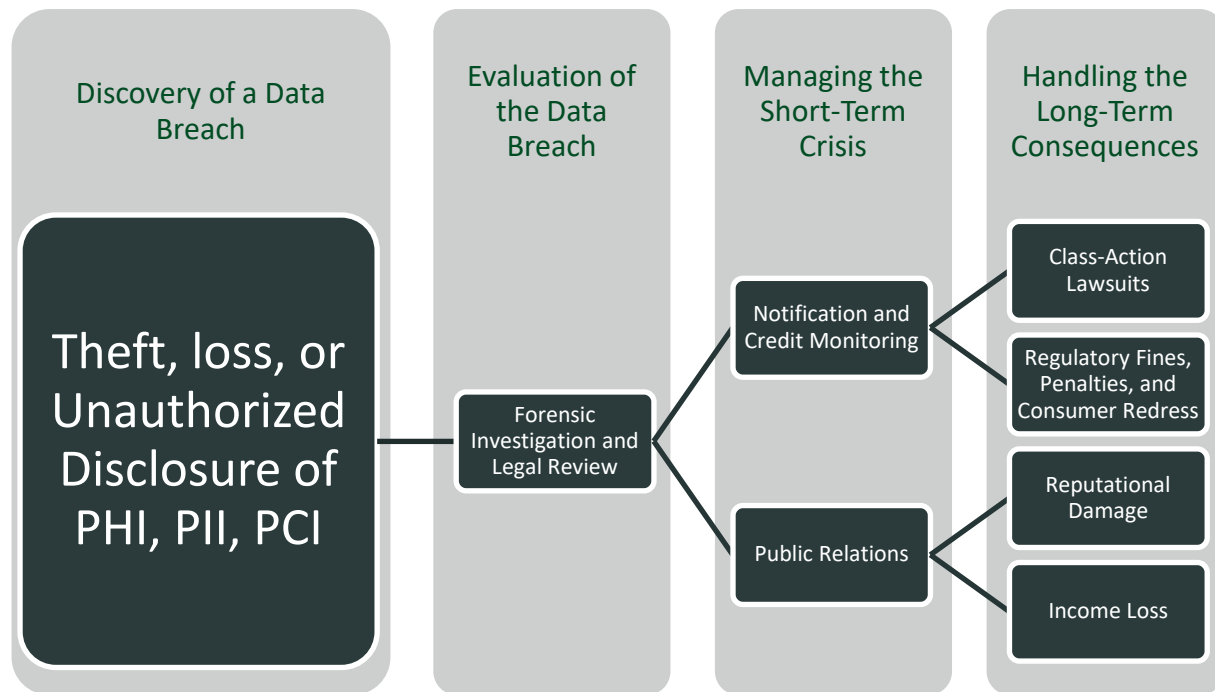 Discovery of a Data
Breach
Evaluation of
the Data
Breach
Managing the
Short-Term
Crisis
Handling the
Long-Term
Consequences
Theft, loss, or
Unauthorized
Disclosure of
PHI, PII, PCI
Forensic
Investigation and
Legal Review
Notification and
Credit Monitoring
Public Relations
Class-Action
Lawsuits
Regulatory Fines,
Penalties, and
Consumer Redress
Reputational
Damage
Income Loss